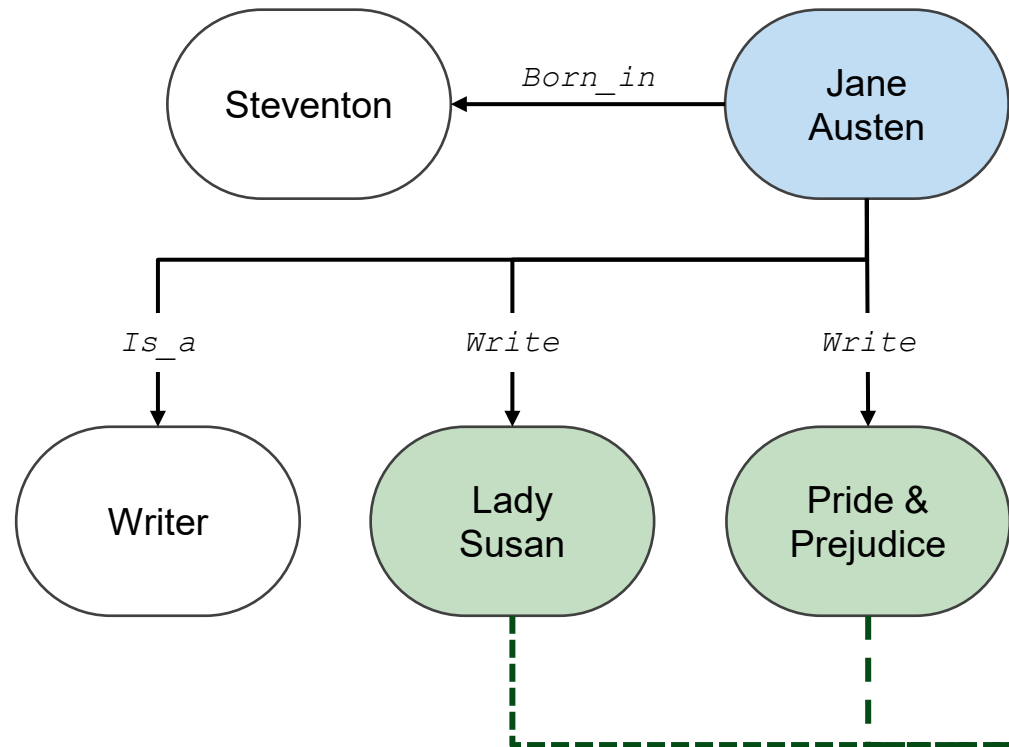 Steventon
Born_in
Jane
Austen
Is_a
Write
Write
Writer
Lady
Susan
Pride &
Prejudice